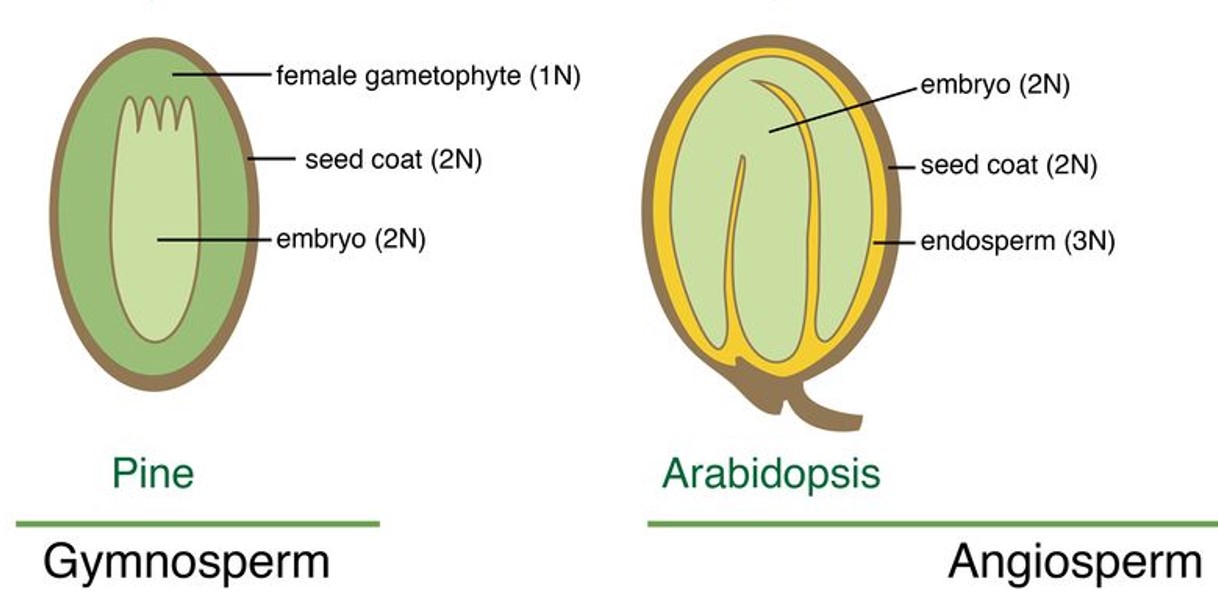 female gametophyte (1N)
seed coat (2N)
embryo (2N)
Pine
Gymnosperm
embryo (2N)
seed coat (2N)
endosperm (3N)
Arabidopsis
Angiosperm